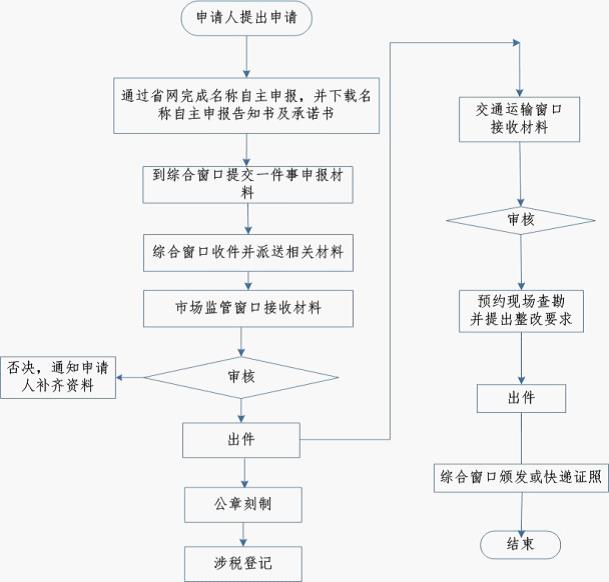 申请人提出申请
通过省网完成名称自主申报，并下载名
称自主申报告知书及承诺书
到综合窗口提交一件事申报材
料
综合窗口收件并派送相关材料
市场监管窗口接收材料
审核
否决，通知申请
人补齐资料
出件
公章刻制
涉税登记
交通运输窗口
接收材料
审核
预约现场查勘
并提出整改要求
出件
综合窗口颁发或快递证照
结束